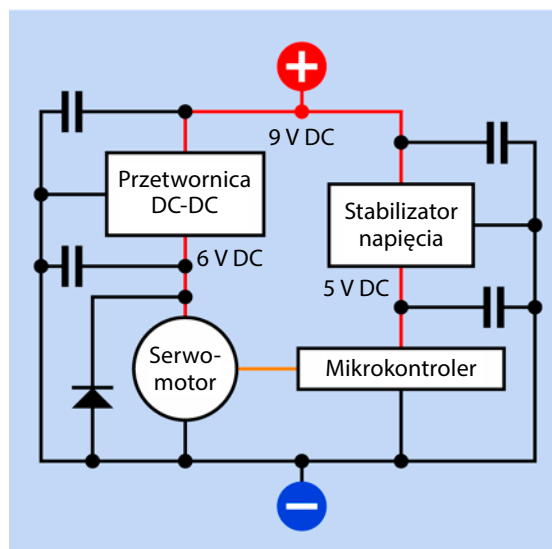 +
9 V DC
Przetwornica
DC-DC
Stabilizator
napięcia
6 V DC
5 V DC
Serwo-
motor
Mikrokontroler
−